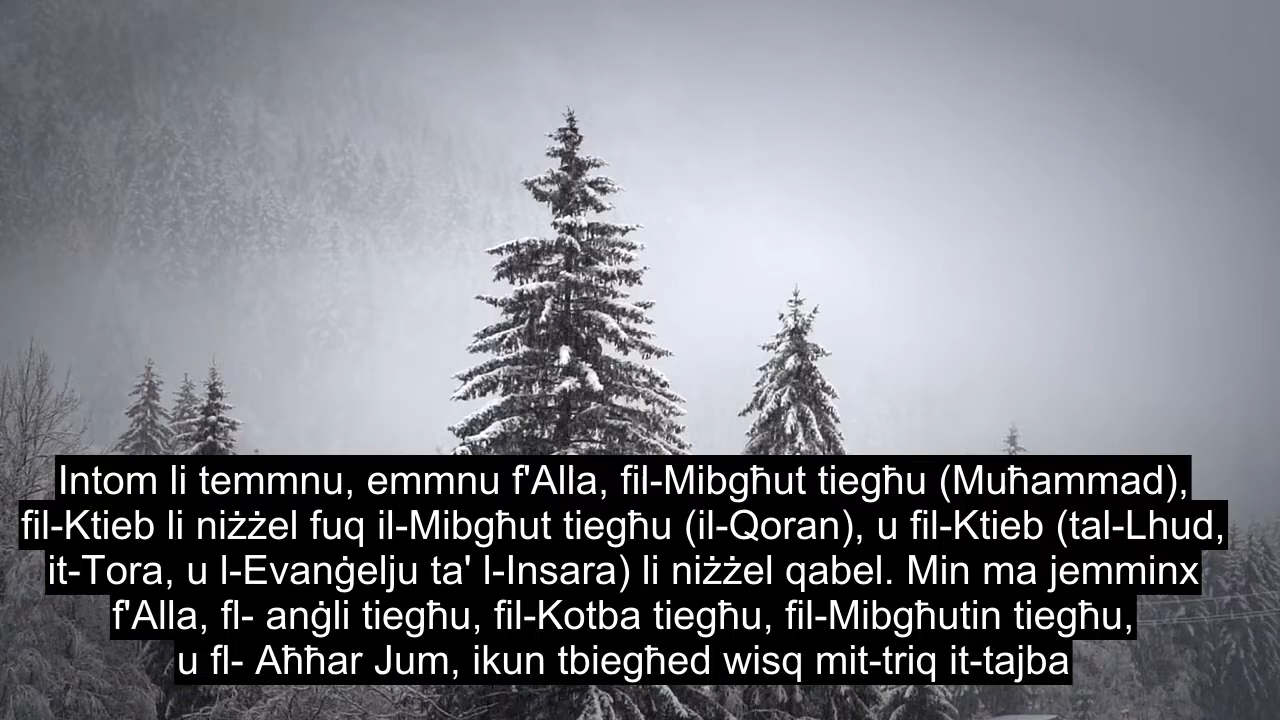 Intom li temmnu, emmnu f'Alla, fil-Mibgħut tiegħu (Muħammad),
fil-Ktieb li niżżel fuq il-Mibgħut tiegħu (il-Qoran), u fil-Ktieb (tal-Lhud,
it-Tora, u l-Evanġelju ta' l-Insara) li niżżel qabel. Min ma jemminx
f'Alla, fl- anġli tiegħu, fil-Kotba tiegħu, fil-Mibgħutin tiegħu,
u fl- Aħħar Jum, ikun tbiegħed wisq mit-triq it-tajba